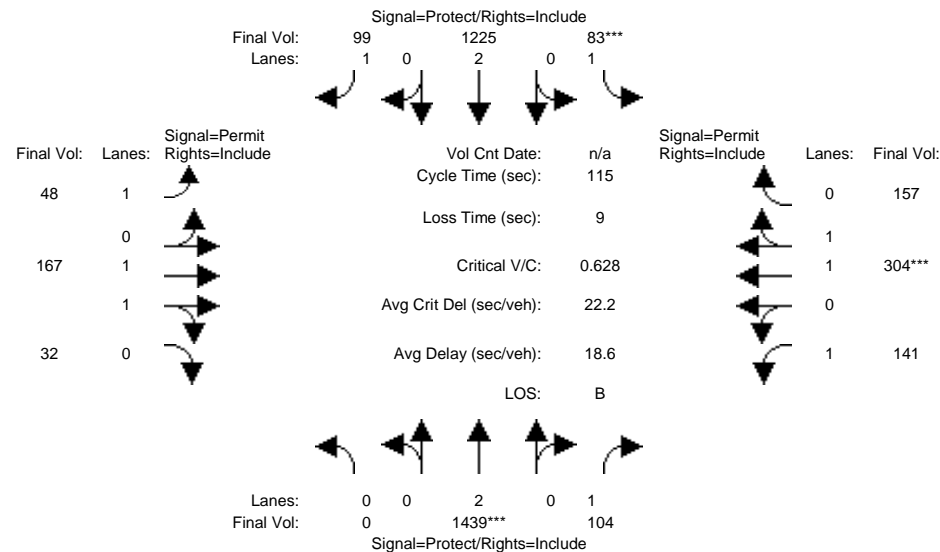 Signal=Protect/Rights=Include
Final Vol: 99 1225 83***
Lanes: 1 0 2 0 1
Signal=Permit Signal=Permit
Final Vol: Lanes: Rights=Include Vol Cnt Date: n/a Rights=Include Lanes: Final Vol:
Cycle Time (sec): 115
48 1 0 157
Loss Time (sec): 9
0 1
167 1 Critical V/C: 0.628 1 304***
1 Avg Crit Del (sec/veh): 22.2 0
32 0 Avg Delay (sec/veh): 18.6 1 141
LOS: B
Lanes: 0 0 2 0 1
Final Vol: 0 1439*** 104
Signal=Protect/Rights=Include